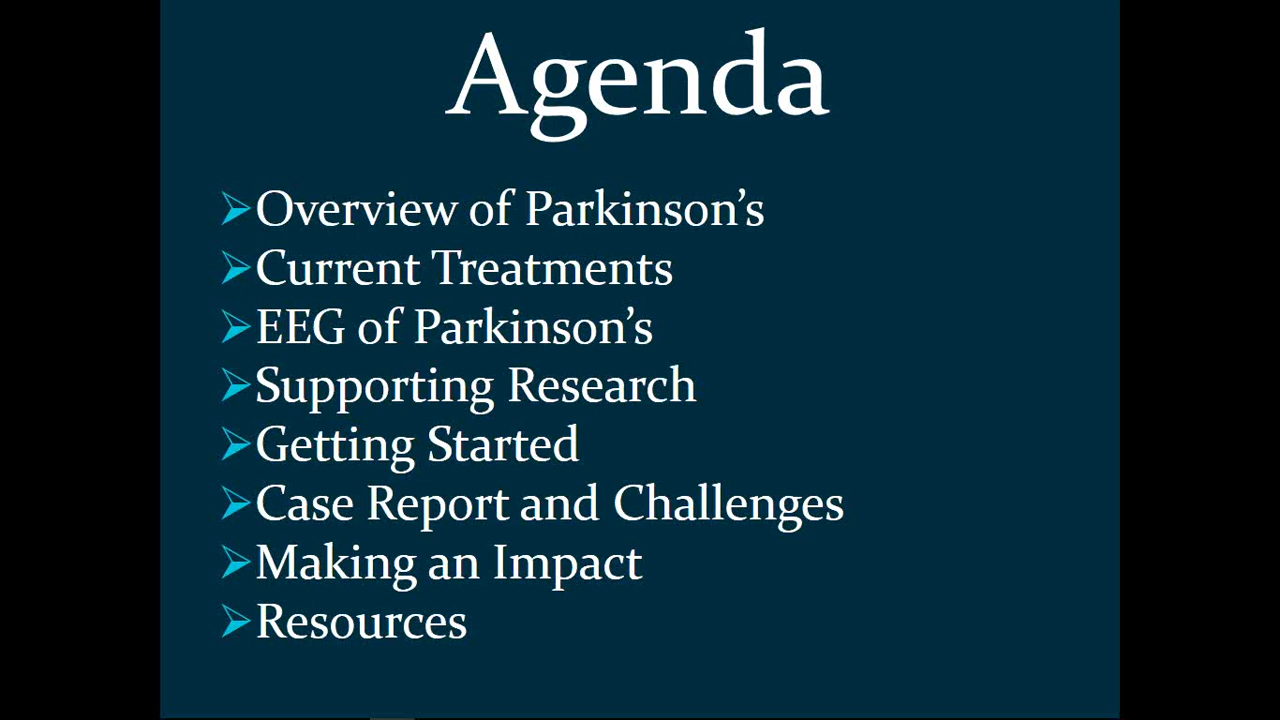 Agenda
Overview of Parkinson’s
Current Treatments
EEG of Parkinson’s
Supporting Research
Getting Started
Case Report and Challenges
Making an Impact
Resources